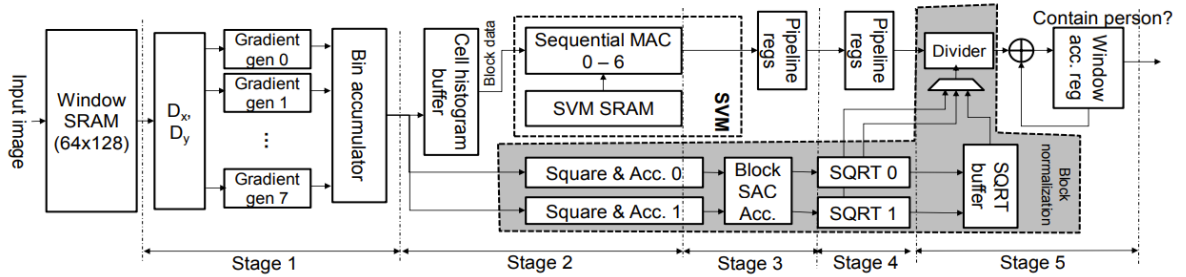 Input image
Window
SRAM
(64x128)
Dx,
Dy
Gradient
gen 0
Gradient
gen 1
...
Gradient
gen 7
Bin accumulator
Cell histogram
buffer
Block data
Sequential MAC
0 – 6
SVM SRAM
SVM
Pipeline
regs
Pipeline
regs
Divider
Contain person?
Window
acc. reg
Square & Acc. 0
Square & Acc. 1
Block
SAC
Acc.
SQRT 0
SQRT 1
SQRT
buffer
Block
normalization
Stage 1
Stage 2
Stage 3
Stage 4
Stage 5